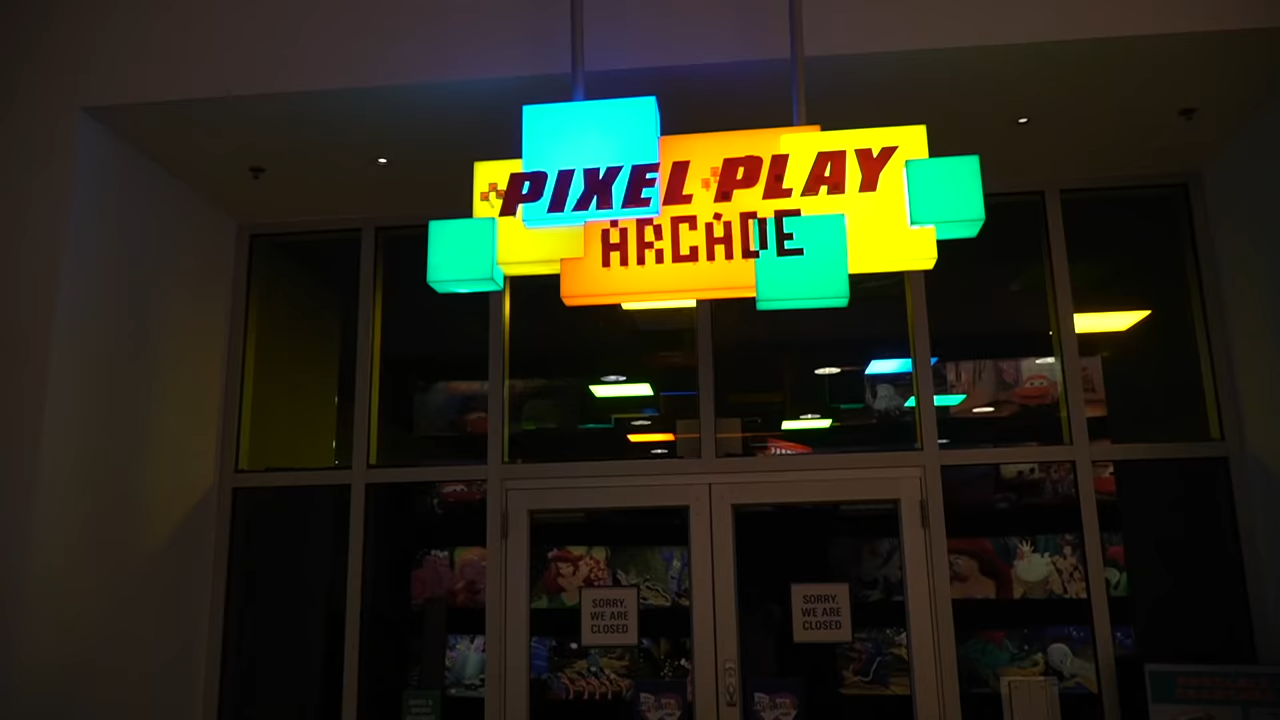 PIXEL PLAY
ARCADE
SORRY,
WE ARE
CLOSED
SORRY,
WE ARE
CLOSED